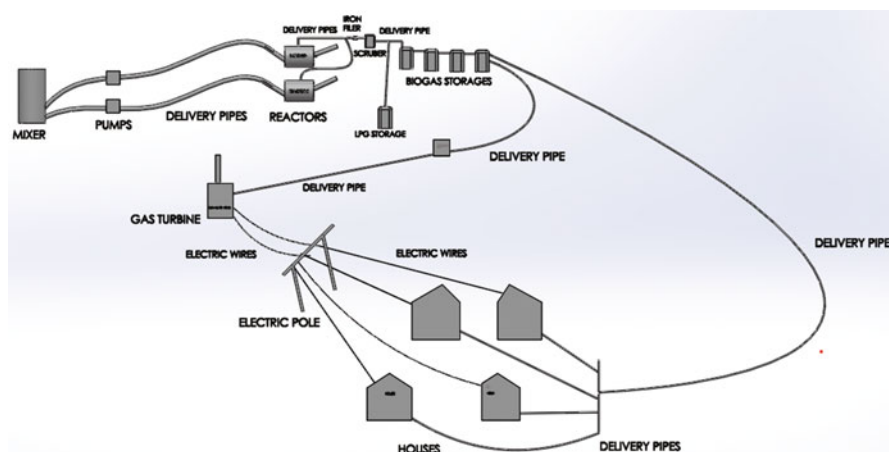 IRON
FILER
DELIVERY PIPES
DELIVERY PIPE
SCRUBER
BIOGAS STORAGES
MIXER
PUMPS
DELIVERY PIPES
REACTORS
LPG STORAGE
DELIVERY PIPE
DELIVERY PIPE
GAS TURBINE
ELECTRIC WIRES
ELECTRIC WIRES
DELIVERY PIPE
ELECTRIC POLE
HOUSES
DELIVERY PIPES